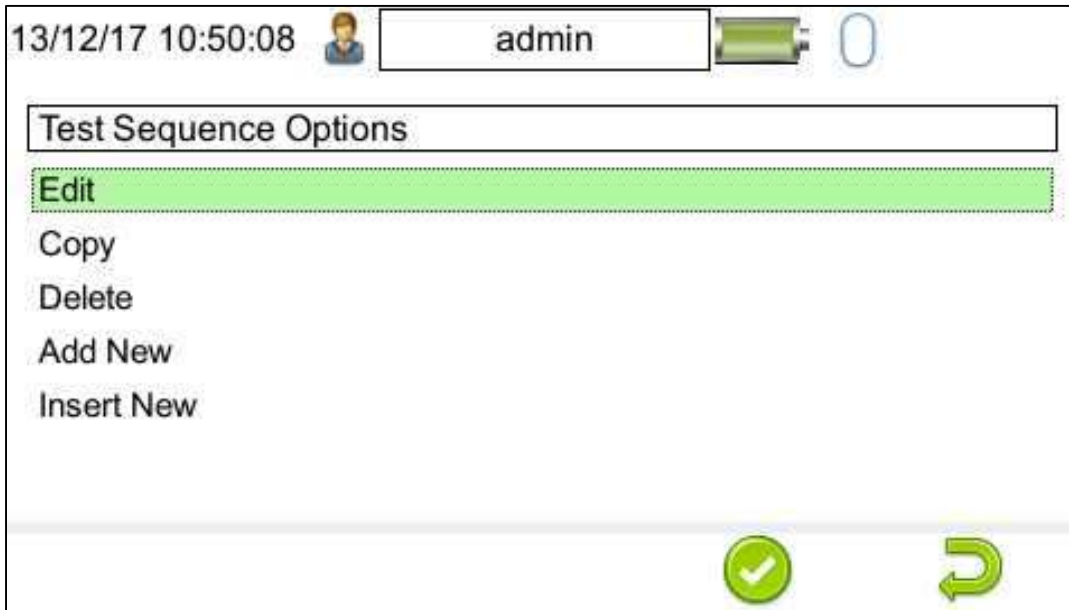 13/12/17 10:50:08 admin
Test Sequence Options
Edit
Copy
Delete
Add New
Insert New